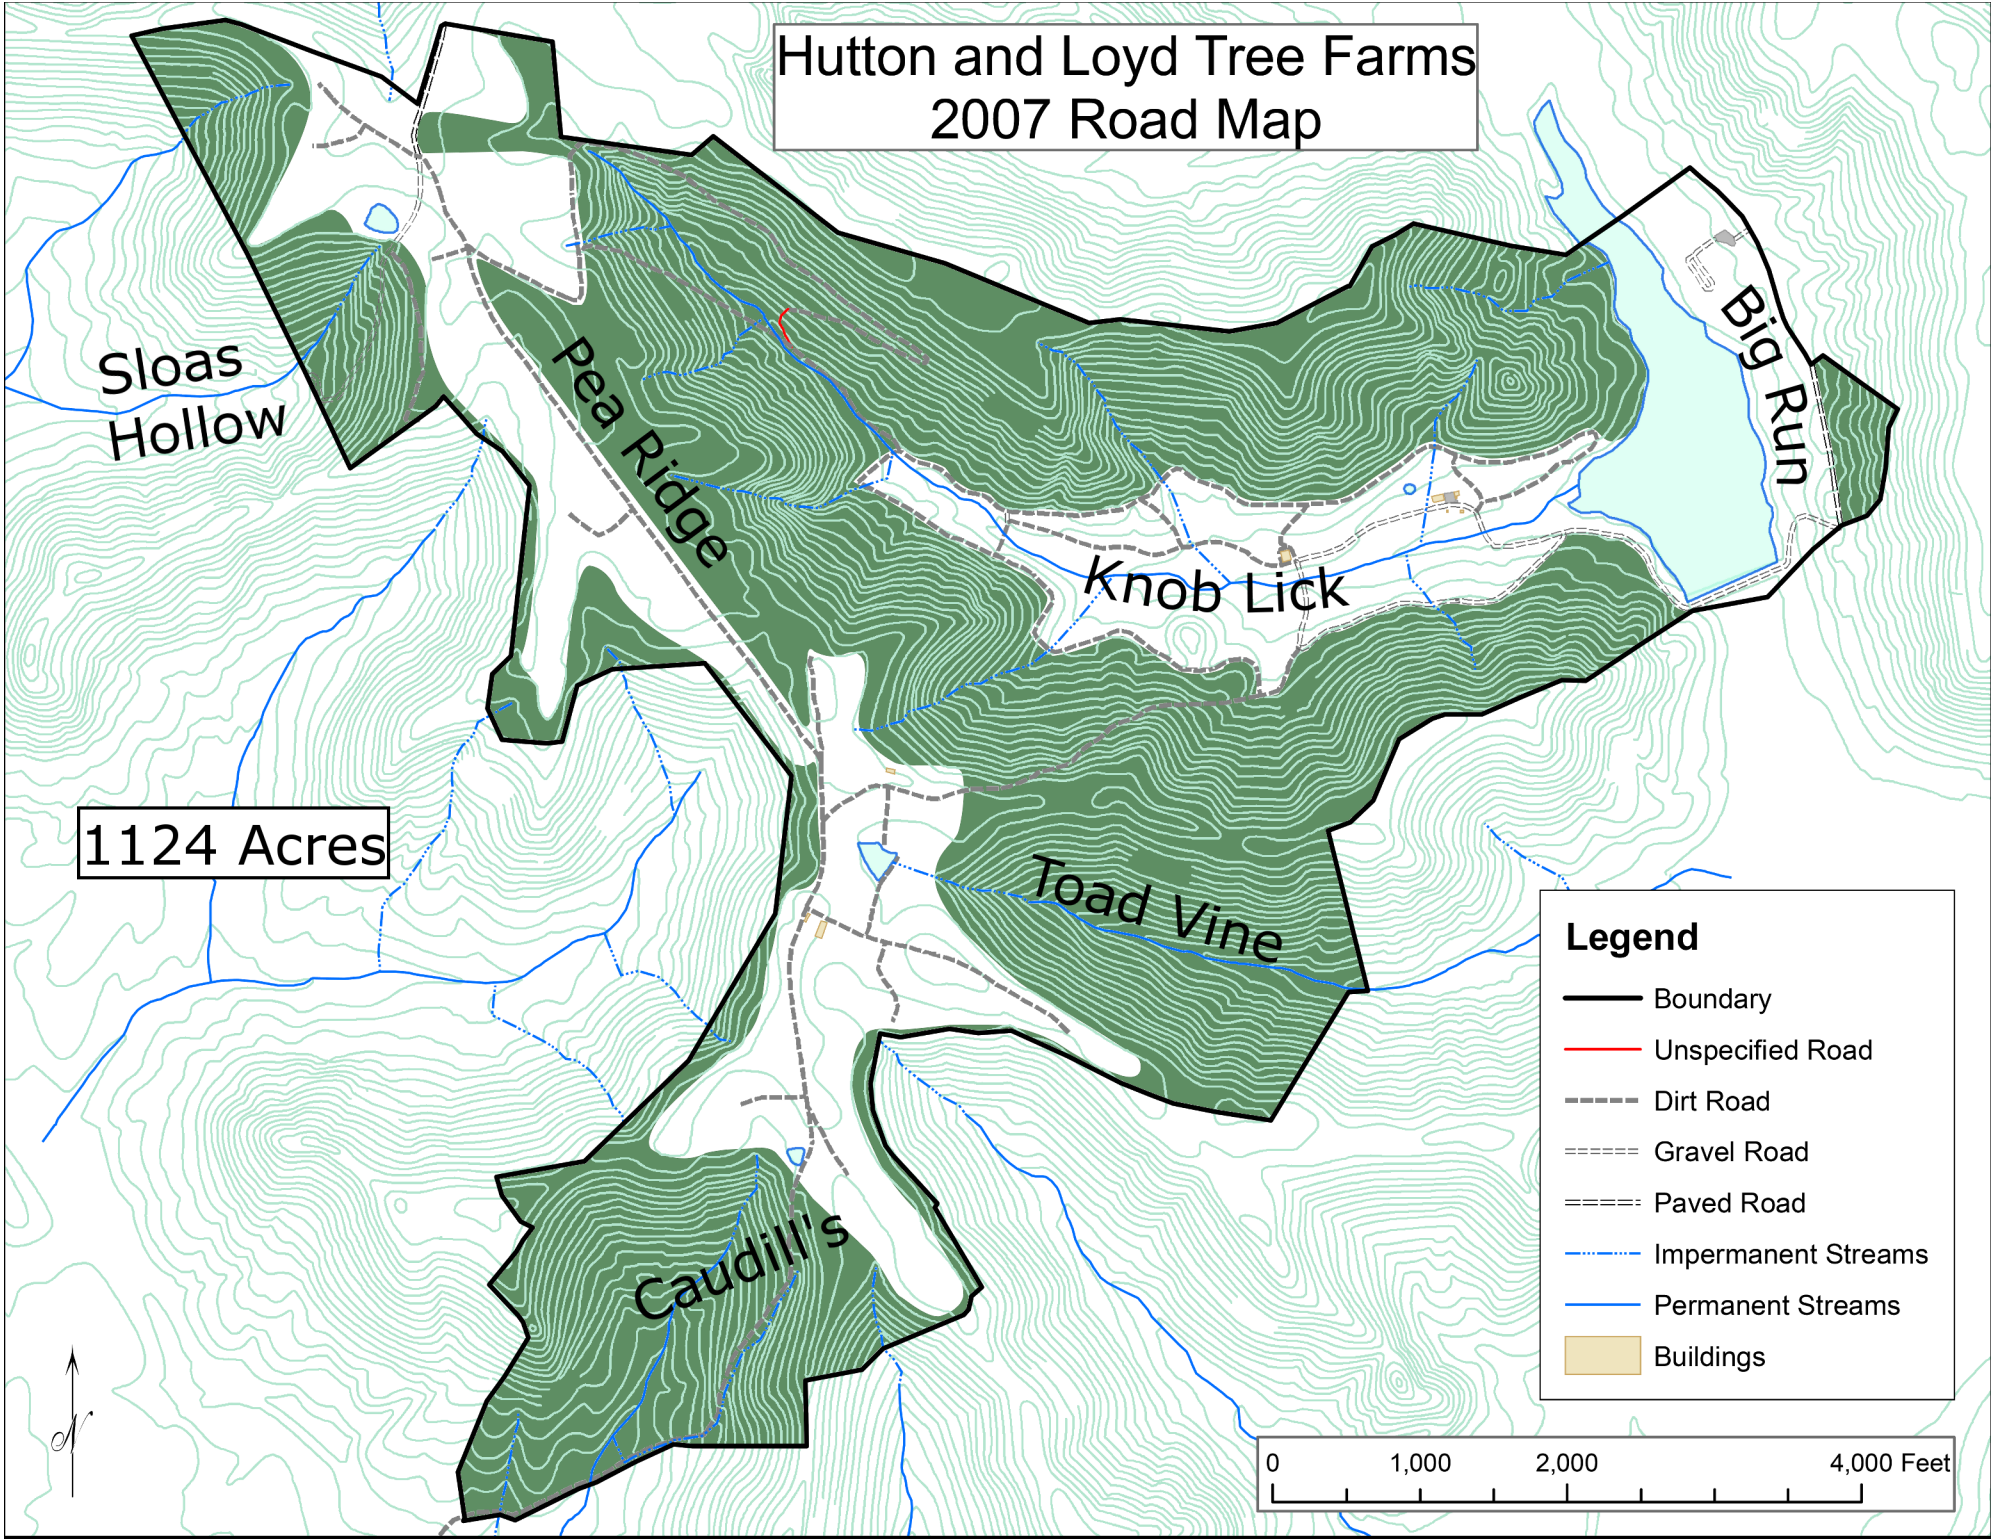 Hutton and Loyd Tree Farms
2007 Road Map
Sloas
Hollow
Pea Ridge
Big Run
Knob Lick
1124 Acres
Toad Vine
Caudill's
Legend
Boundary
Unspecified Road
Dirt Road
Gravel Road
Paved Road
Impermanent Streams
Permanent Streams
Buildings
N
0 1,000 2,000 4,000 Feet